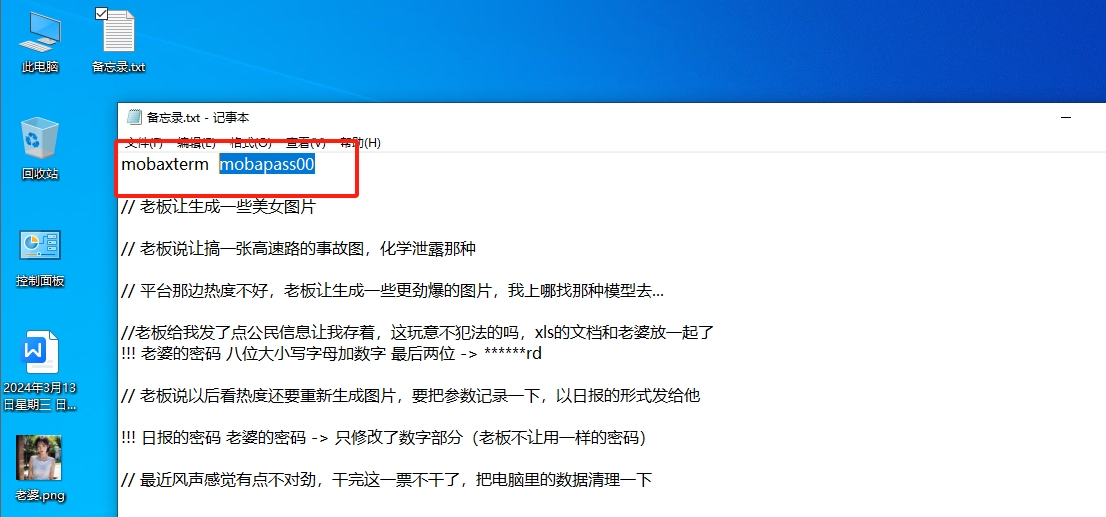 此电脑
备忘录.txt
回收站
控制面板
2024年3月13
日星期三 日...
老婆.png
备忘录.txt - 记事本
文件(F) 编辑(E) 格式(O) 查看(V) 帮助(H)
mobaxterm mobapass00
// 老板让生成一些美女图片
// 老板说让搞一张高速路的事故图，化学泄露那种
// 平台那边热度不好，老板让生成一些更劲爆的图片，我上哪找那种模型去...
//老板给我发了点公民信息让我存着，这玩意不犯法的吗，xls的文档和老婆放一起了
!!! 老婆的密码 八位大小写字母加数字 最后两位 -> ******rd
// 老板说以后看热度还要重新生成图片，要把参数记录一下，以日报的形式发给他
!!! 日报的密码 老婆的密码 -> 只修改了数字部分（老板不让用一样的密码）
// 最近风声感觉有点不对劲，干完这一票不干了，把电脑里的数据清理一下